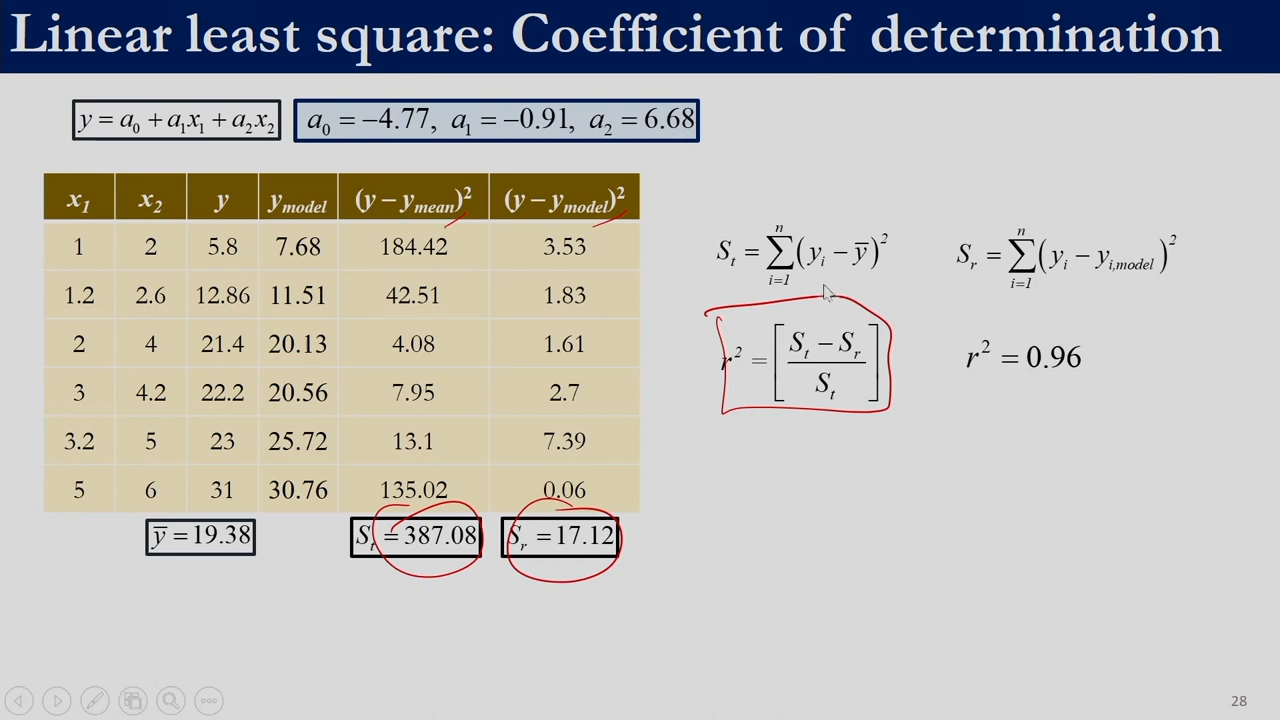 Linear least square: Coefficient of determination
y = a₀ + a₁x₁ + a₂x₂
a₀ = −4.77, a₁ = −0.91, a₂ = 6.68
x₁ x₂ y y_model (y − y_mean)² (y − y_model)²
1 2 5.8 7.68 184.42 3.53
1.2 2.6 12.86 11.51 42.51 1.83
2 4 21.4 20.13 4.08 1.61
3 4.2 22.2 20.56 7.95 2.7
3.2 5 23 25.72 13.1 7.39
5 6 31 30.76 135.02 0.06
ȳ = 19.38 S_t = 387.08 S_r = 17.12
S_t = ∑_{i=1}^{n} (y_i − ȳ)² S_r = ∑_{i=1}^{n} (y_i − y_{i,model})²
r² = [(S_t − S_r) / S_t] r² = 0.96
28